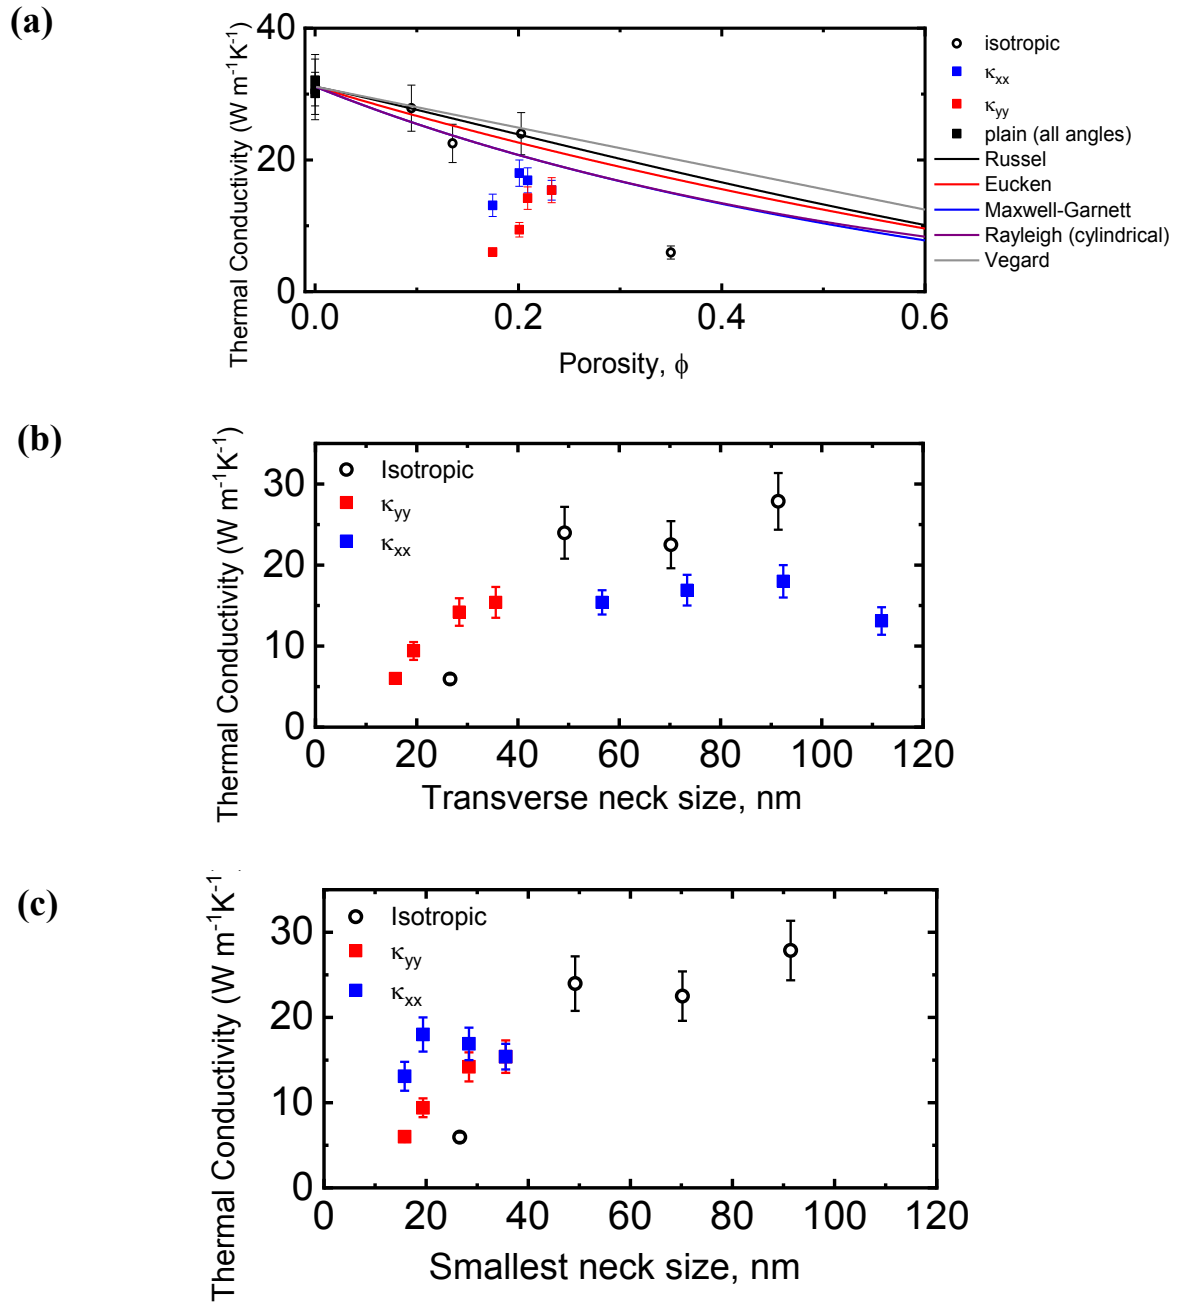 (a)
Thermal Conductivity (W m⁻¹K⁻¹)
40
20
0
0.0 0.2 0.4 0.6
Porosity, ϕ
isotropic
κxx
κyy
plain (all angles)
Russel
Eucken
Maxwell-Garnett
Rayleigh (cylindrical)
Vegard
(b)
Thermal Conductivity (W m⁻¹K⁻¹)
30
20
10
0
Isotropic
κyy
κxx
0 20 40 60 80 100 120
Transverse neck size, nm
(c)
Thermal Conductivity (W m⁻¹K⁻¹
30
20
10
0
Isotropic
κyy
κxx
0 20 40 60 80 100 120
Smallest neck size, nm